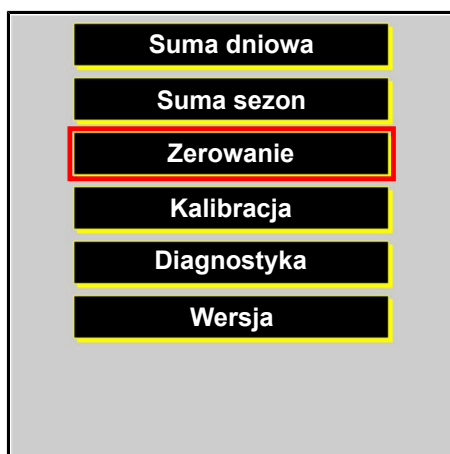 Suma dniowa
Suma sezon
Zerowanie
Kalibracja
Diagnostyka
Wersja